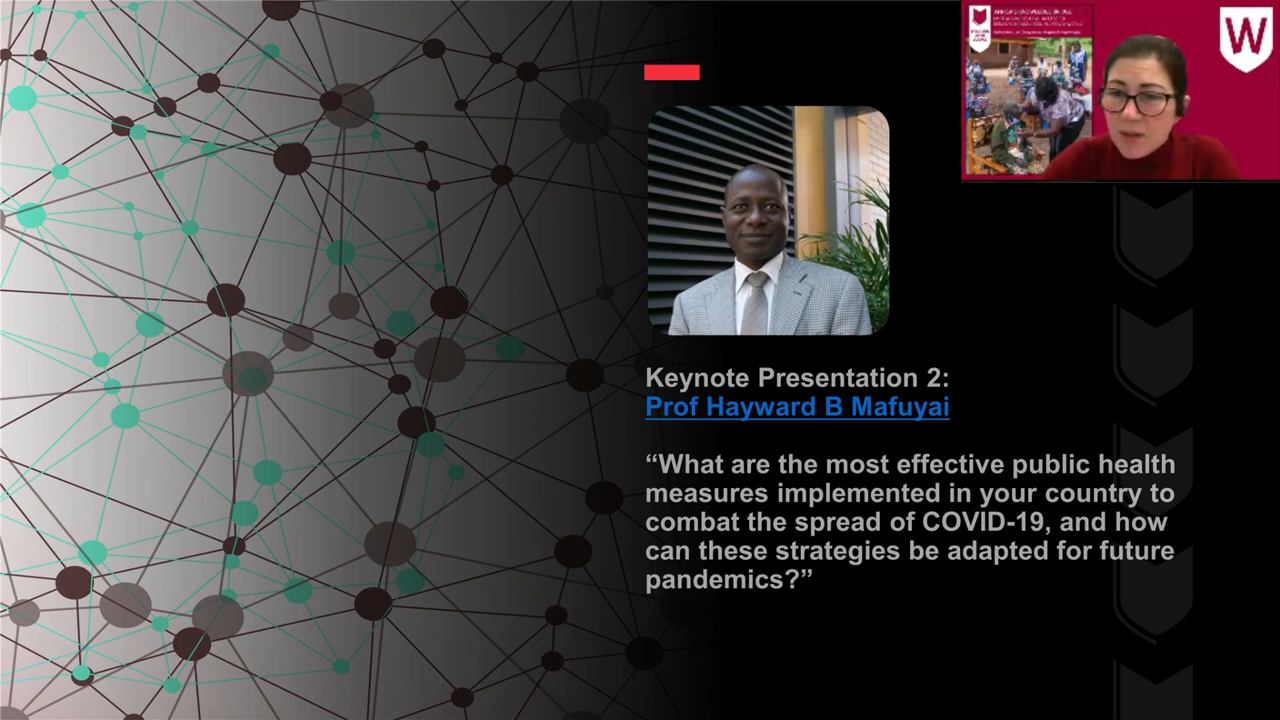 W
Keynote Presentation 2:
Prof Hayward B Mafuyai
“What are the most effective public health
measures implemented in your country to
combat the spread of COVID-19, and how
can these strategies be adapted for future
pandemics?”